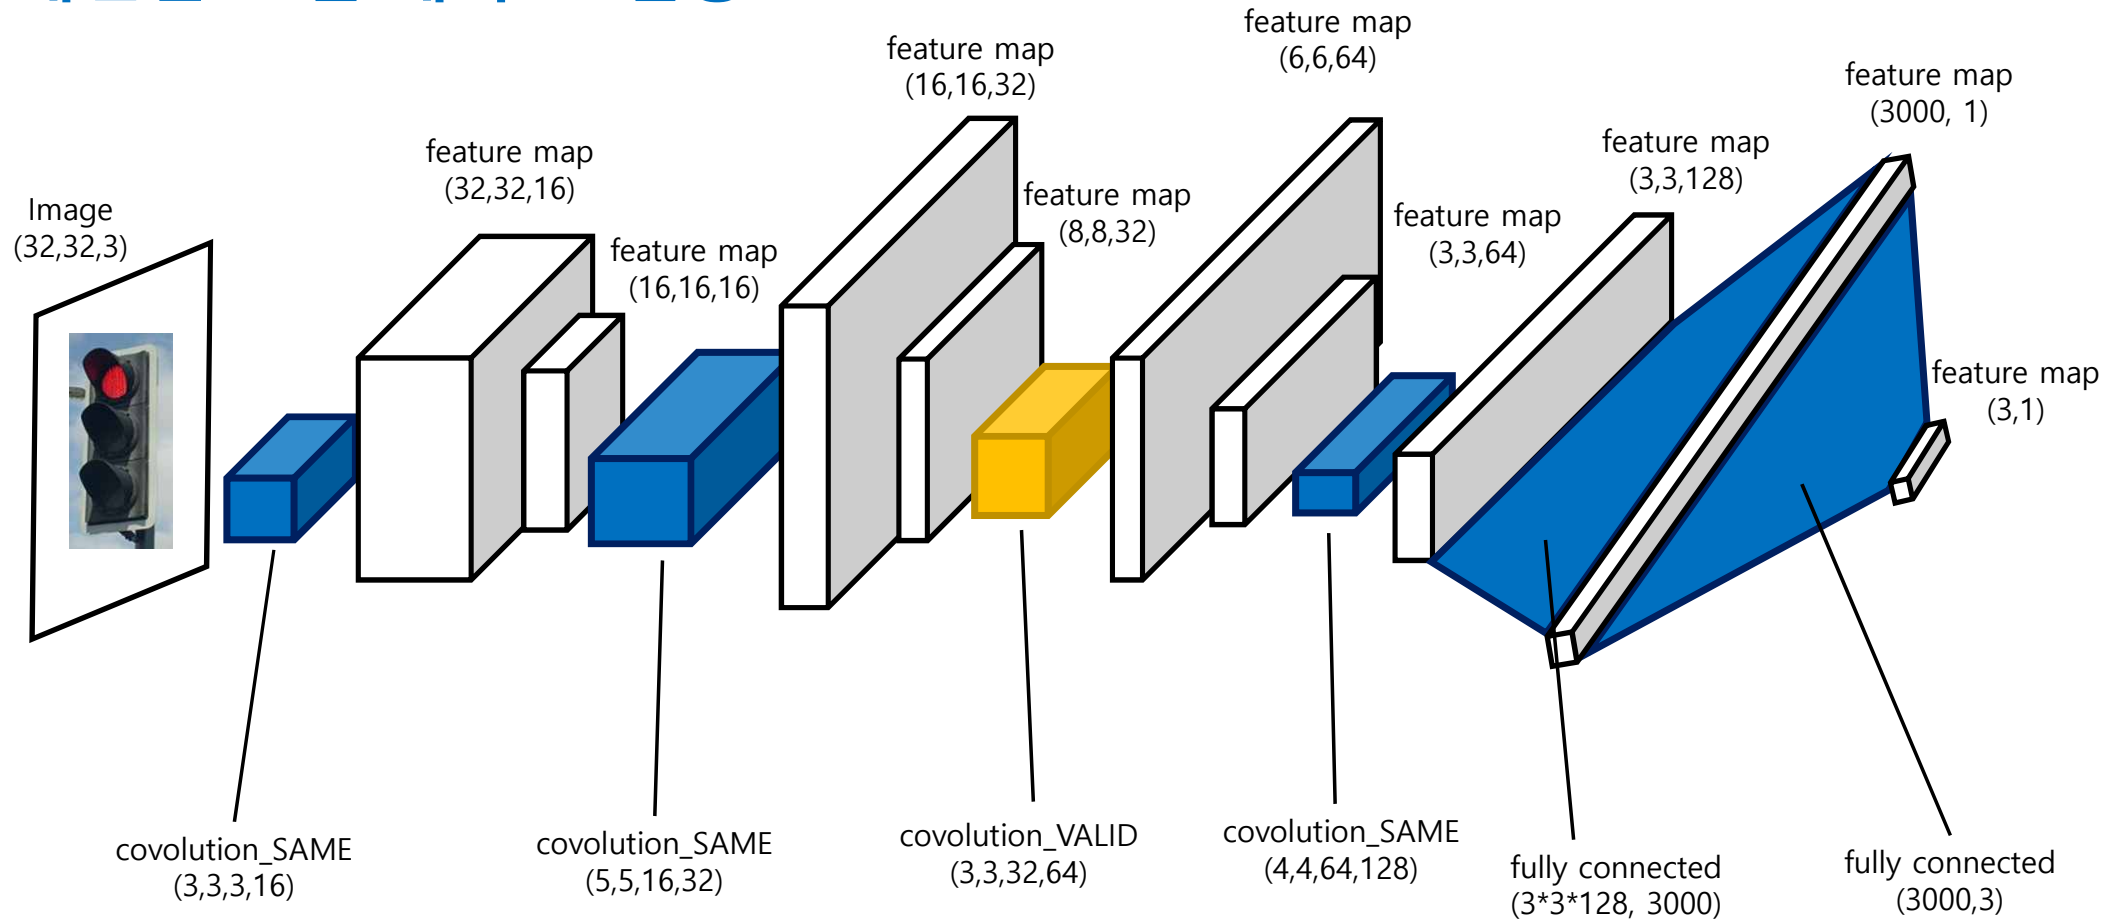 Image
(32,32,3)
feature map
(32,32,16)
feature map
(16,16,16)
feature map
(16,16,32)
feature map
(8,8,32)
feature map
(6,6,64)
feature map
(3,3,64)
feature map
(3,3,128)
feature map
(3000, 1)
feature map
(3,1)
covolution_SAME
(3,3,3,16)
covolution_SAME
(5,5,16,32)
covolution_VALID
(3,3,32,64)
covolution_SAME
(4,4,64,128)
fully connected
(3*3*128, 3000)
fully connected
(3000,3)